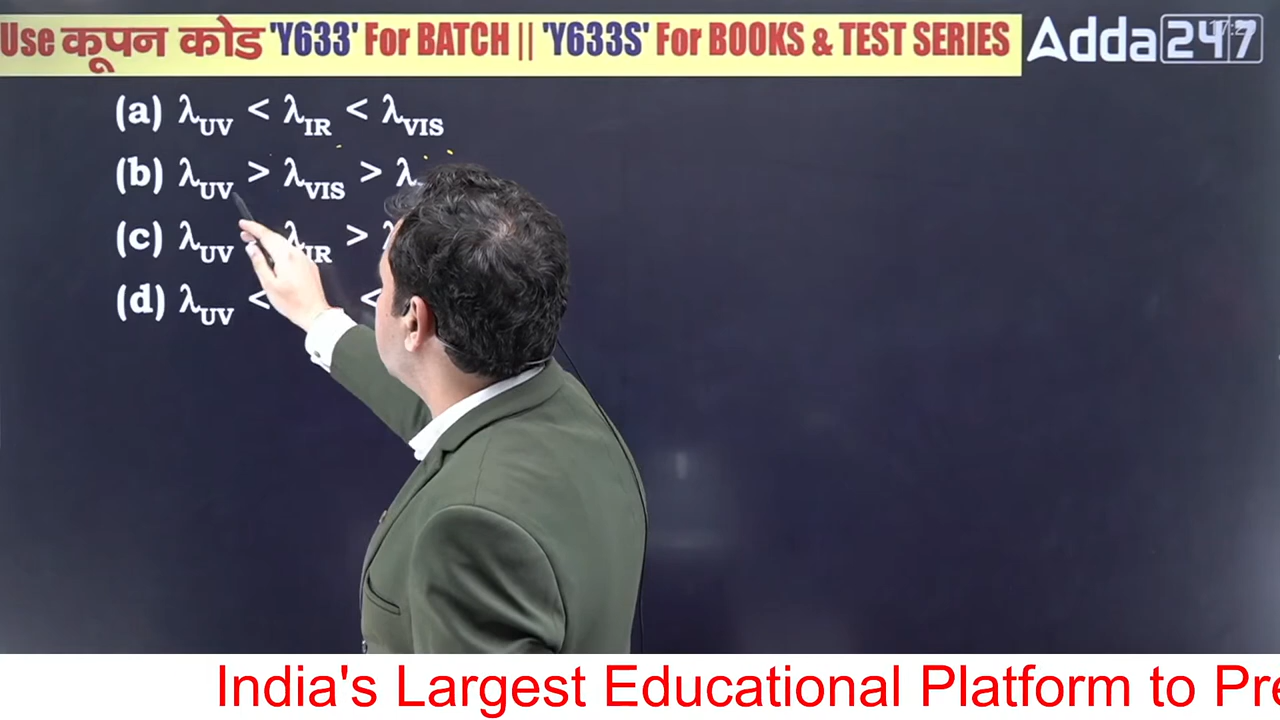 Use कूपन कोड 'Y633' For BATCH || 'Y633S' For BOOKS & TEST SERIES Adda247
(a) λUV < λIR < λVIS
(b) λUV > λVIS > λ
(c) λUV λIR >
(d) λUV < <
India's Largest Educational Platform to Pre